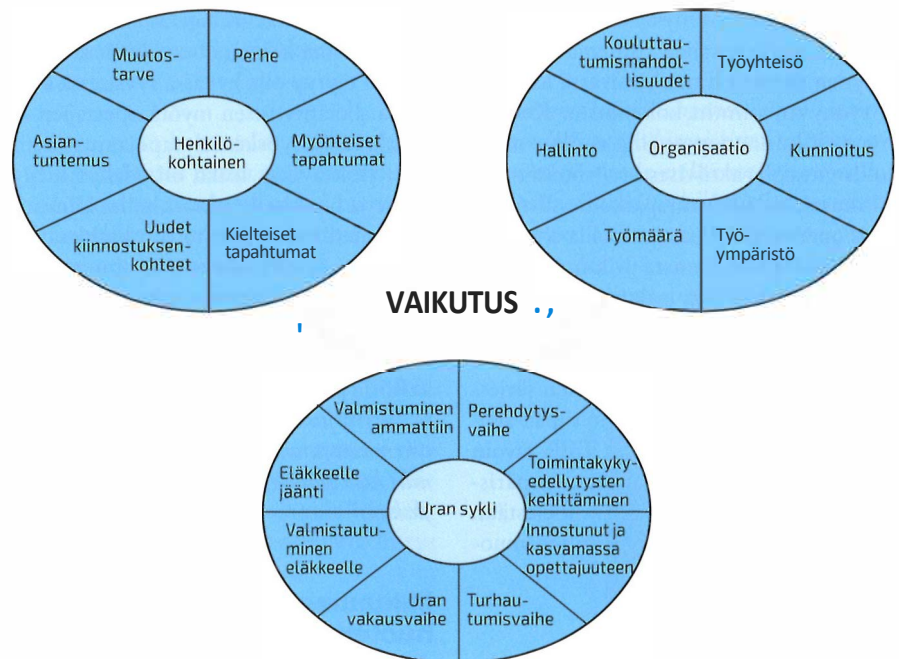 Muutos-
tarve
Perhe
Asian-
tuntemus
Henkilö-
kohtainen
Myönteiset
tapahtumat
Uudet
kiinnostuksen-
kohteet
Kielteiset
tapahtumat
Kouluttau-
tumismahdol-
lisuudet
Työyhteisö
Hallinto
Organisaatio
Kunnioitus
Työmäärä
Työ-
ympäristö
VAIKUTUS
Valmistuminen
ammattiin
Perehdytys-
vaihe
Eläkkeelle
jäänti
Uran sykli
Toimintakyky-
edellytysten
kehittäminen
Valmistautu-
minen
eläkkeelle
Innostunut ja
kasvamassa
opettajuuteen
Uran
vakausvaihe
Turhau-
tumisvaihe